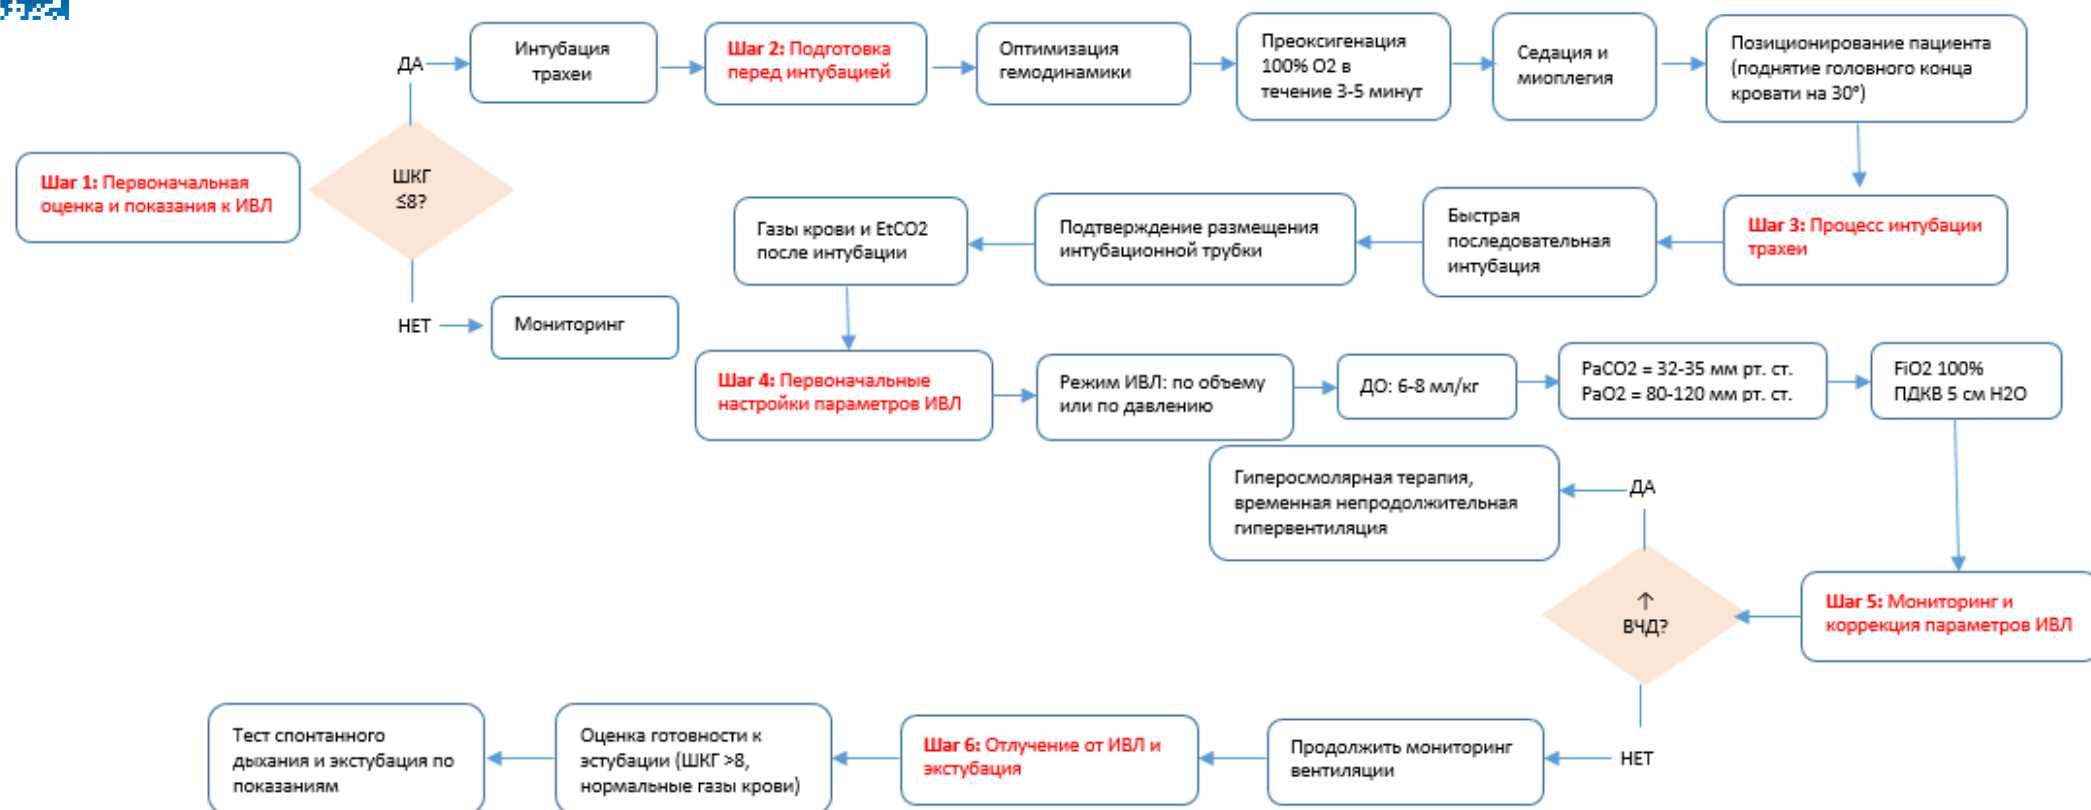 ДА
Интубация
трахеи
Шаг 2: Подготовка
перед интубацией
Оптимизация
гемодинамики
Преоксигенация
100% O2 в
течение 3-5 минут
Седация и
миоплегия
Позиционирование пациента
(поднятие головного конца
кровати на 30°)
Шаг 1: Первоначальная
оценка и показания к ИВЛ
ШКГ
≤8?
НЕТ
Мониторинг
Шаг 3: Процесс интубации
трахеи
Быстрая
последовательная
интубация
Подтверждение размещения
интубационной трубки
Газы крови и EtCO2
после интубации
Шаг 4: Первоначальные
настройки параметров ИВЛ
Режим ИВЛ: по объему
или по давлению
ДО: 6-8 мл/кг
PaCO2 = 32-35 мм рт. ст.
PaO2 = 80-120 мм рт. ст.
FiO2 100%
ПДКВ 5 см H2O
Шаг 5: Мониторинг и
коррекция параметров ИВЛ
↑
ВЧД?
ДА
Гиперосмолярная терапия,
временная непродолжительная
гипервентиляция
НЕТ
Продолжить мониторинг
вентиляции
Шаг 6: Отлучение от ИВЛ и
экстубация
Оценка готовности к
эстубации (ШКГ >8,
нормальные газы крови)
Тест спонтанного
дыхания и экстубация по
показаниям